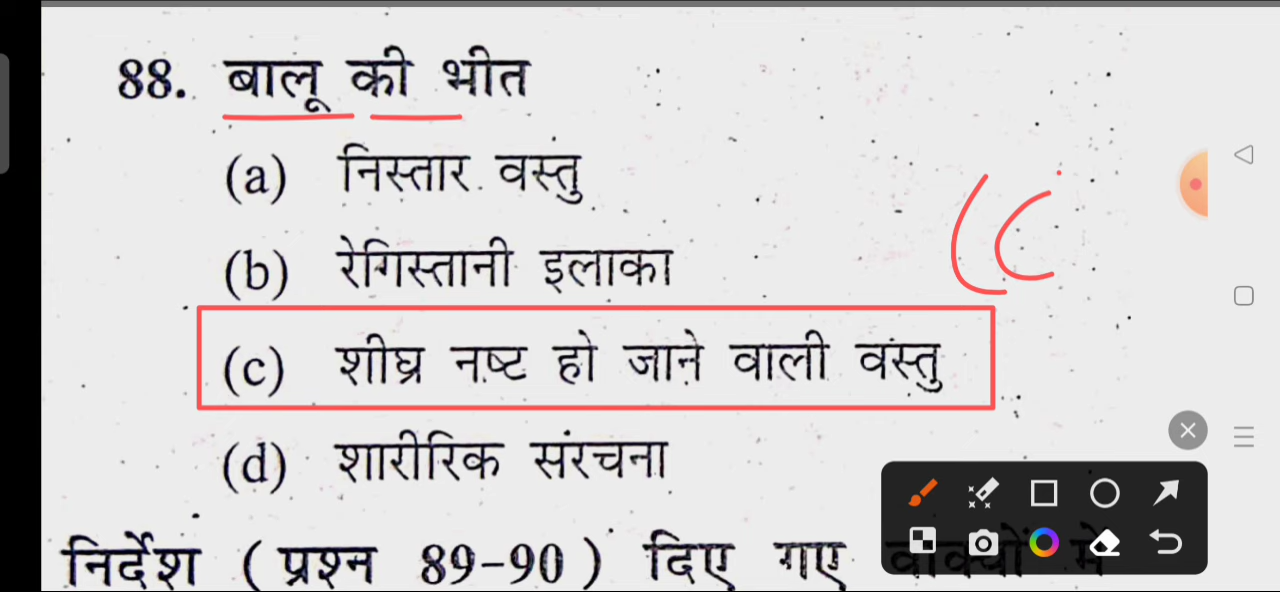 88. बालू की भीत
(a) निस्तार वस्तु
(b) रेगिस्तानी इलाका
(c) शीघ्र नष्ट हो जाने वाली वस्तु
(d) शारीरिक संरचना
(C
निर्देश ( प्रश्न 89-90 ) दिए गए वाक्यों में